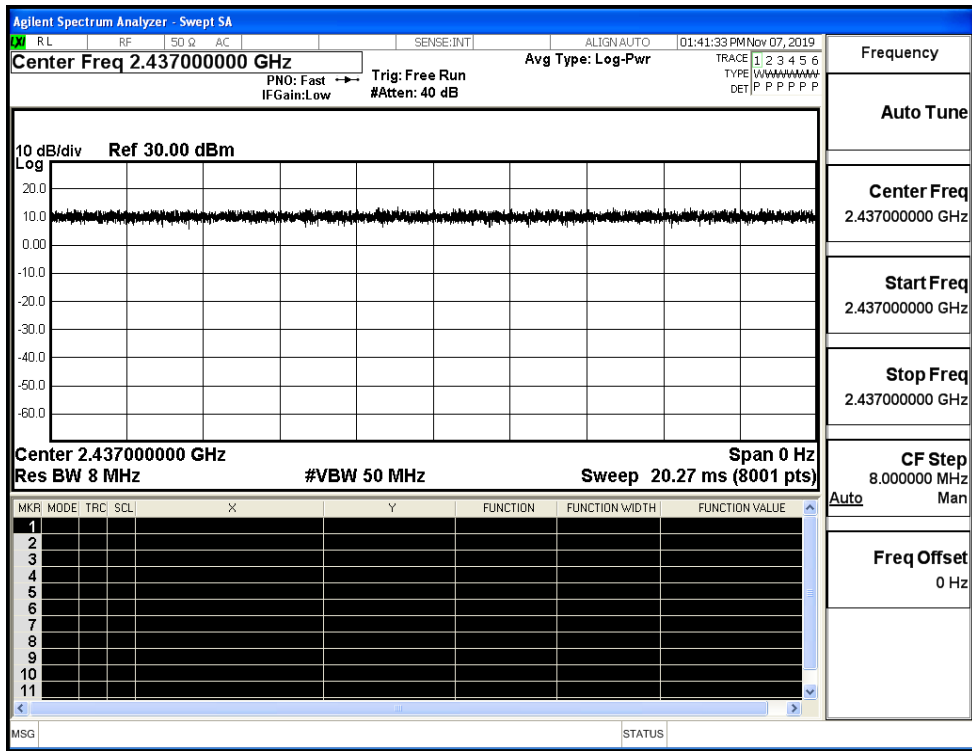 Agilent Spectrum Analyzer - Swept SA
LXI RL RF 50 Ω AC SENSE:INT ALIGN AUTO 01:41:33 PM Nov 07, 2019
Center Freq 2.437000000 GHz
PNO: Fast
IFGain:Low
Trig: Free Run
#Atten: 40 dB
Avg Type: Log-Pwr
TRACE 1 2 3 4 5 6
TYPE WWWWWW
DET P P P P P P
10 dB/div Ref 30.00 dBm
Log
20.0
10.0
0.00
-10.0
-20.0
-30.0
-40.0
-50.0
-60.0
Center 2.437000000 GHz Span 0 Hz
Res BW 8 MHz #VBW 50 MHz Sweep 20.27 ms (8001 pts)
MKR MODE TRC SCL X Y FUNCTION FUNCTION WIDTH FUNCTION VALUE
1
2
3
4
5
6
7
8
9
10
11
MSG STATUS
Frequency
Auto Tune
Center Freq
2.437000000 GHz
Start Freq
2.437000000 GHz
Stop Freq
2.437000000 GHz
CF Step
8.000000 MHz
Auto Man
Freq Offset
0 Hz